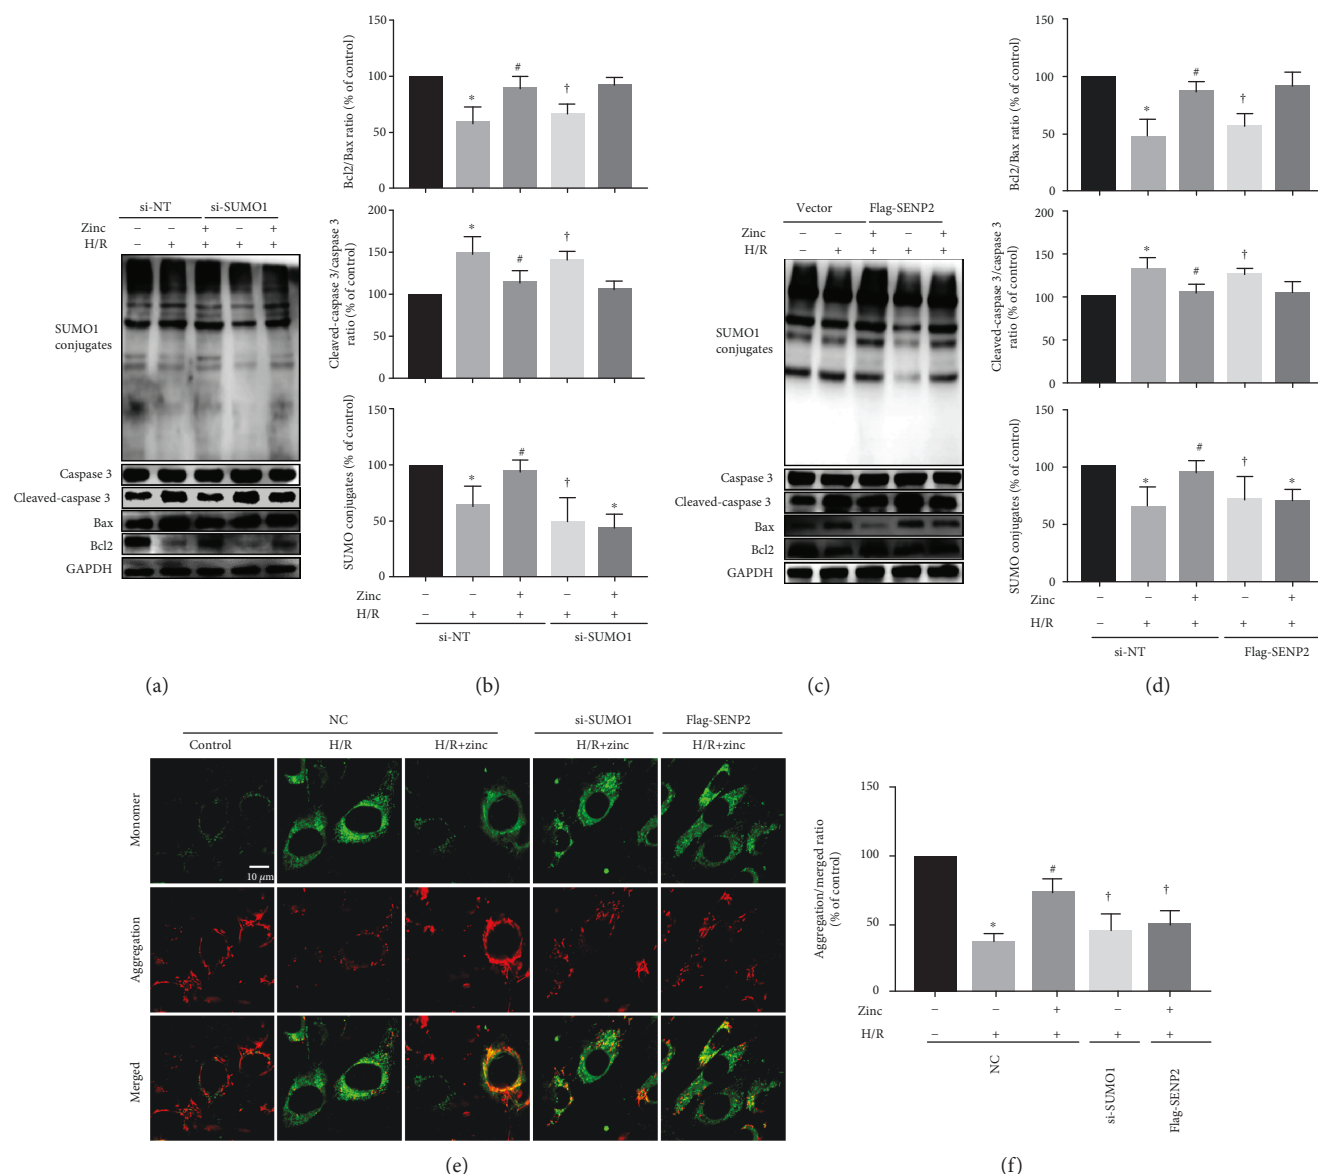 si-NT si-SUMO1
Zinc − − + − +
H/R − + + + +
SUMO1
conjugates
Caspase 3
Cleaved-caspase 3
Bax
Bcl2
GAPDH
(a)
Bcl2/Bax ratio (% of control)
150
100
50
0
* # †
Cleaved-caspase 3/caspase 3
ratio (% of control)
200
150
100
50
0
* # †
SUMO conjugates (% of control)
150
100
50
0
* # † *
Zinc − − + − +
H/R − + + + +
si-NT si-SUMO1
(b)
Vector Flag-SENP2
Zinc − − + − +
H/R − + + + +
SUMO1
conjugates
Caspase 3
Cleaved-caspase 3
Bax
Bcl2
GAPDH
(c)
Bcl2/Bax ratio (% of control)
150
100
50
0
* # †
Cleaved-caspase 3/caspase 3
ratio (% of control)
200
150
100
50
0
* # †
SUMO conjugates (% of control)
150
100
50
0
* # † *
Zinc − − + − +
H/R − + + + +
si-NT Flag-SENP2
(d)
NC si-SUMO1 Flag-SENP2
Control H/R H/R+zinc H/R+zinc H/R+zinc
Monomer
10 μm
Aggregation
Merged
(e)
Aggregation/merged ratio
(% of control)
150
100
50
0
* # † †
Zinc − − + − +
H/R − + + + +
NC
si-SUMO1
Flag-SENP2
(f)